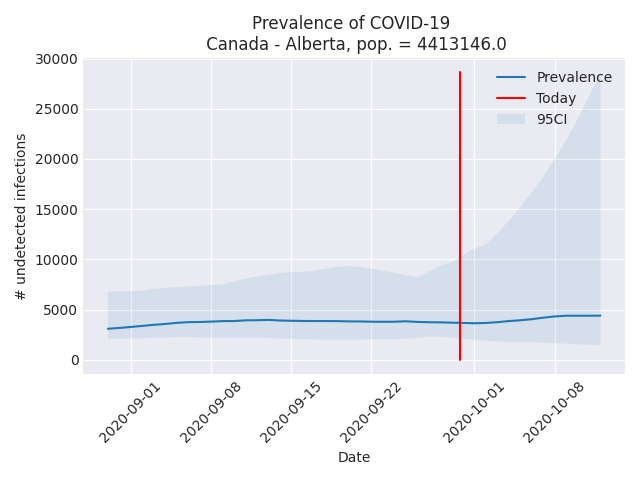 Prevalence of COVID-19
Canada - Alberta, pop. = 4413146.0
30000
25000
20000
15000
10000
5000
0
# undetected infections
Prevalence
Today
95CI
2020-09-01
2020-09-08
2020-09-15
2020-09-22
2020-10-01
2020-10-08
Date